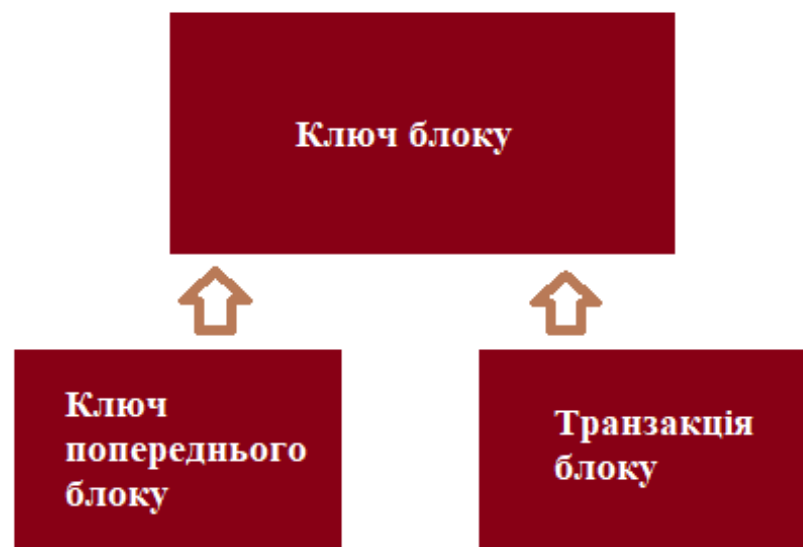 Ключ блоку
Ключ
попереднього
блоку
Транзакція
блоку